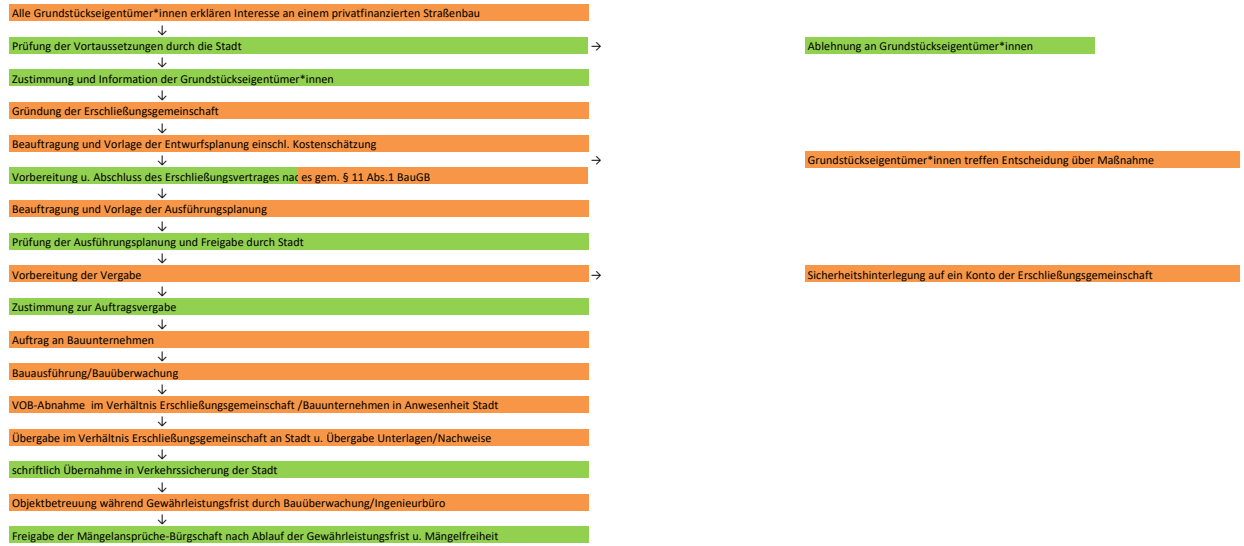 Alle Grundstückseigentümer*innen erklären Interesse an einem privatfinanzierten Straßenbau
↓
Prüfung der Vortaussetzungen durch die Stadt → Ablehnung an Grundstückseigentümer*innen
↓
Zustimmung und Information der Grundstückseigentümer*innen
↓
Gründung der Erschließungsgemeinschaft
↓
Beauftragung und Vorlage der Entwurfsplanung einschl. Kostenschätzung
↓ → Grundstückseigentümer*innen treffen Entscheidung über Maßnahme
Vorbereitung u. Abschluss des Erschließungsvertrages nac es gem. § 11 Abs.1 BauGB
↓
Beauftragung und Vorlage der Ausführungsplanung
↓
Prüfung der Ausführungsplanung und Freigabe durch Stadt
↓
Vorbereitung der Vergabe → Sicherheitshinterlegung auf ein Konto der Erschließungsgemeinschaft
↓
Zustimmung zur Auftragsvergabe
↓
Auftrag an Bauunternehmen
↓
Bauausführung/Bauüberwachung
↓
VOB-Abnahme im Verhältnis Erschließungsgemeinschaft /Bauunternehmen in Anwesenheit Stadt
↓
Übergabe im Verhältnis Erschließungsgemeinschaft an Stadt u. Übergabe Unterlagen/Nachweise
↓
schriftlich Übernahme in Verkehrssicherung der Stadt
↓
Objektbetreuung während Gewährleistungsfrist durch Bauüberwachung/Ingenieurbüro
↓
Freigabe der Mängelansprüche-Bürgschaft nach Ablauf der Gewährleistungsfrist u. Mängelfreiheit